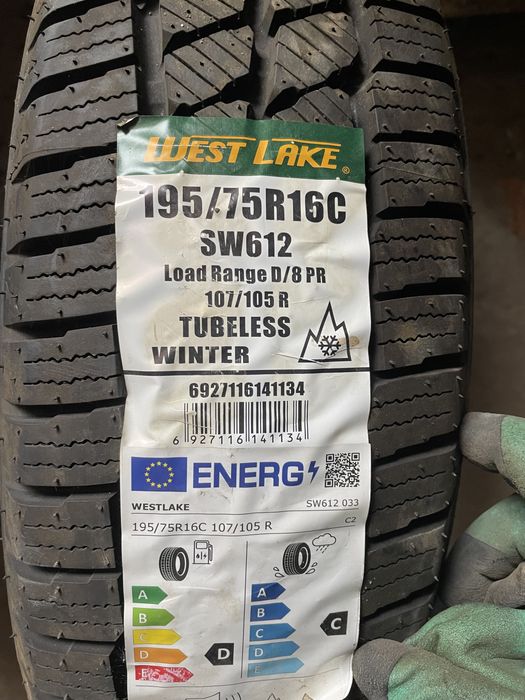 WEST LAKE®
195/75R16C
SW612
Load Range D/8 PR
107/105 R
TUBELESS
WINTER
6927116141134
6 927116 141134
ENERG
WESTLAKE SW612 033
195/75R16C 107/105 R C2
A A
B B
C C
D D D C
E E